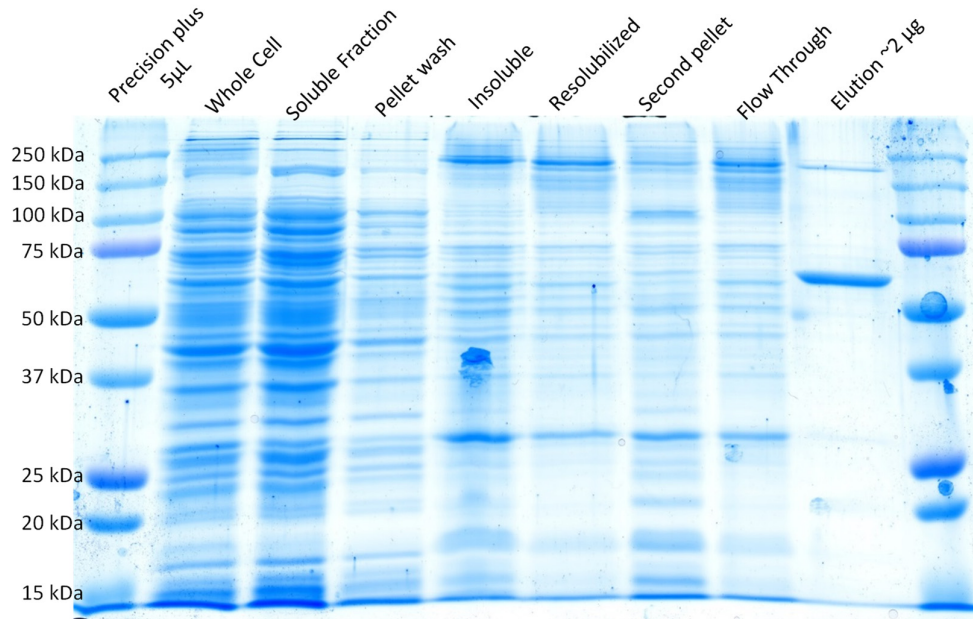 Precision plus
5µL
Whole Cell
Soluble Fraction
Pellet wash
Insoluble
Resolubilized
Second pellet
Flow Through
Elution ~2 µg
250 kDa
150 kDa
100 kDa
75 kDa
50 kDa
37 kDa
25 kDa
20 kDa
15 kDa